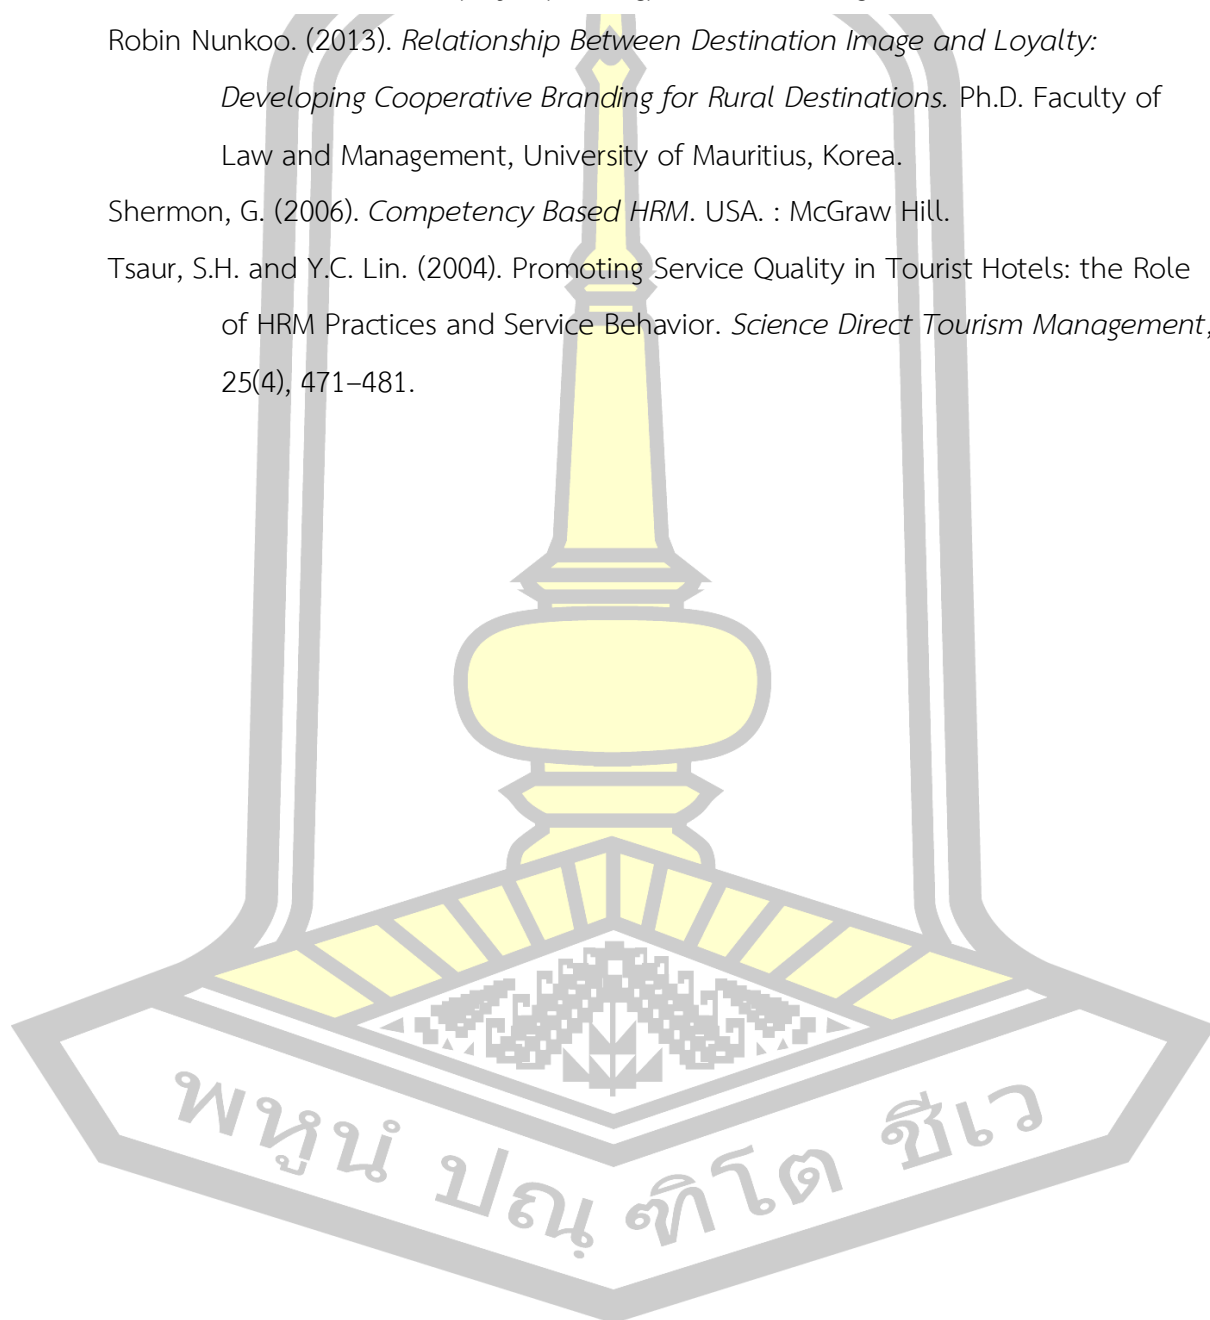 Robin Nunkoo. (2013). Relationship Between Destination Image and Loyalty:
Developing Cooperative Branding for Rural Destinations. Ph.D. Faculty of
Law and Management, University of Mauritius, Korea.
Shermon, G. (2006). Competency Based HRM. USA. : McGraw Hill.
Tsaur, S.H. and Y.C. Lin. (2004). Promoting Service Quality in Tourist Hotels: the Role
of HRM Practices and Service Behavior. Science Direct Tourism Management,
25(4), 471–481.
พหูนํ ปณฺฑิโต ชีเว